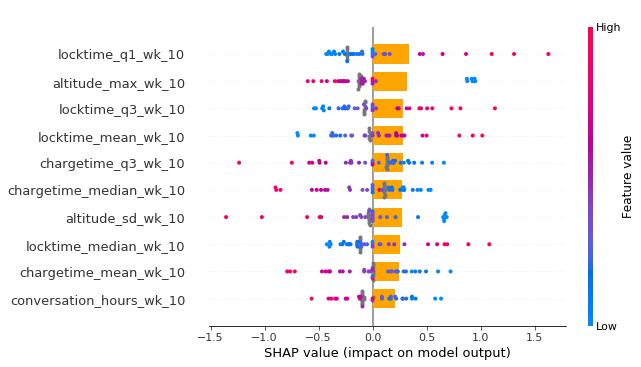 High
locktime_q1_wk_10
altitude_max_wk_10
locktime_q3_wk_10
locktime_mean_wk_10
chargetime_q3_wk_10
chargetime_median_wk_10
altitude_sd_wk_10
locktime_median_wk_10
chargetime_mean_wk_10
conversation_hours_wk_10
Feature value
Low
−1.5 −1.0 −0.5 0.0 0.5 1.0 1.5
SHAP value (impact on model output)